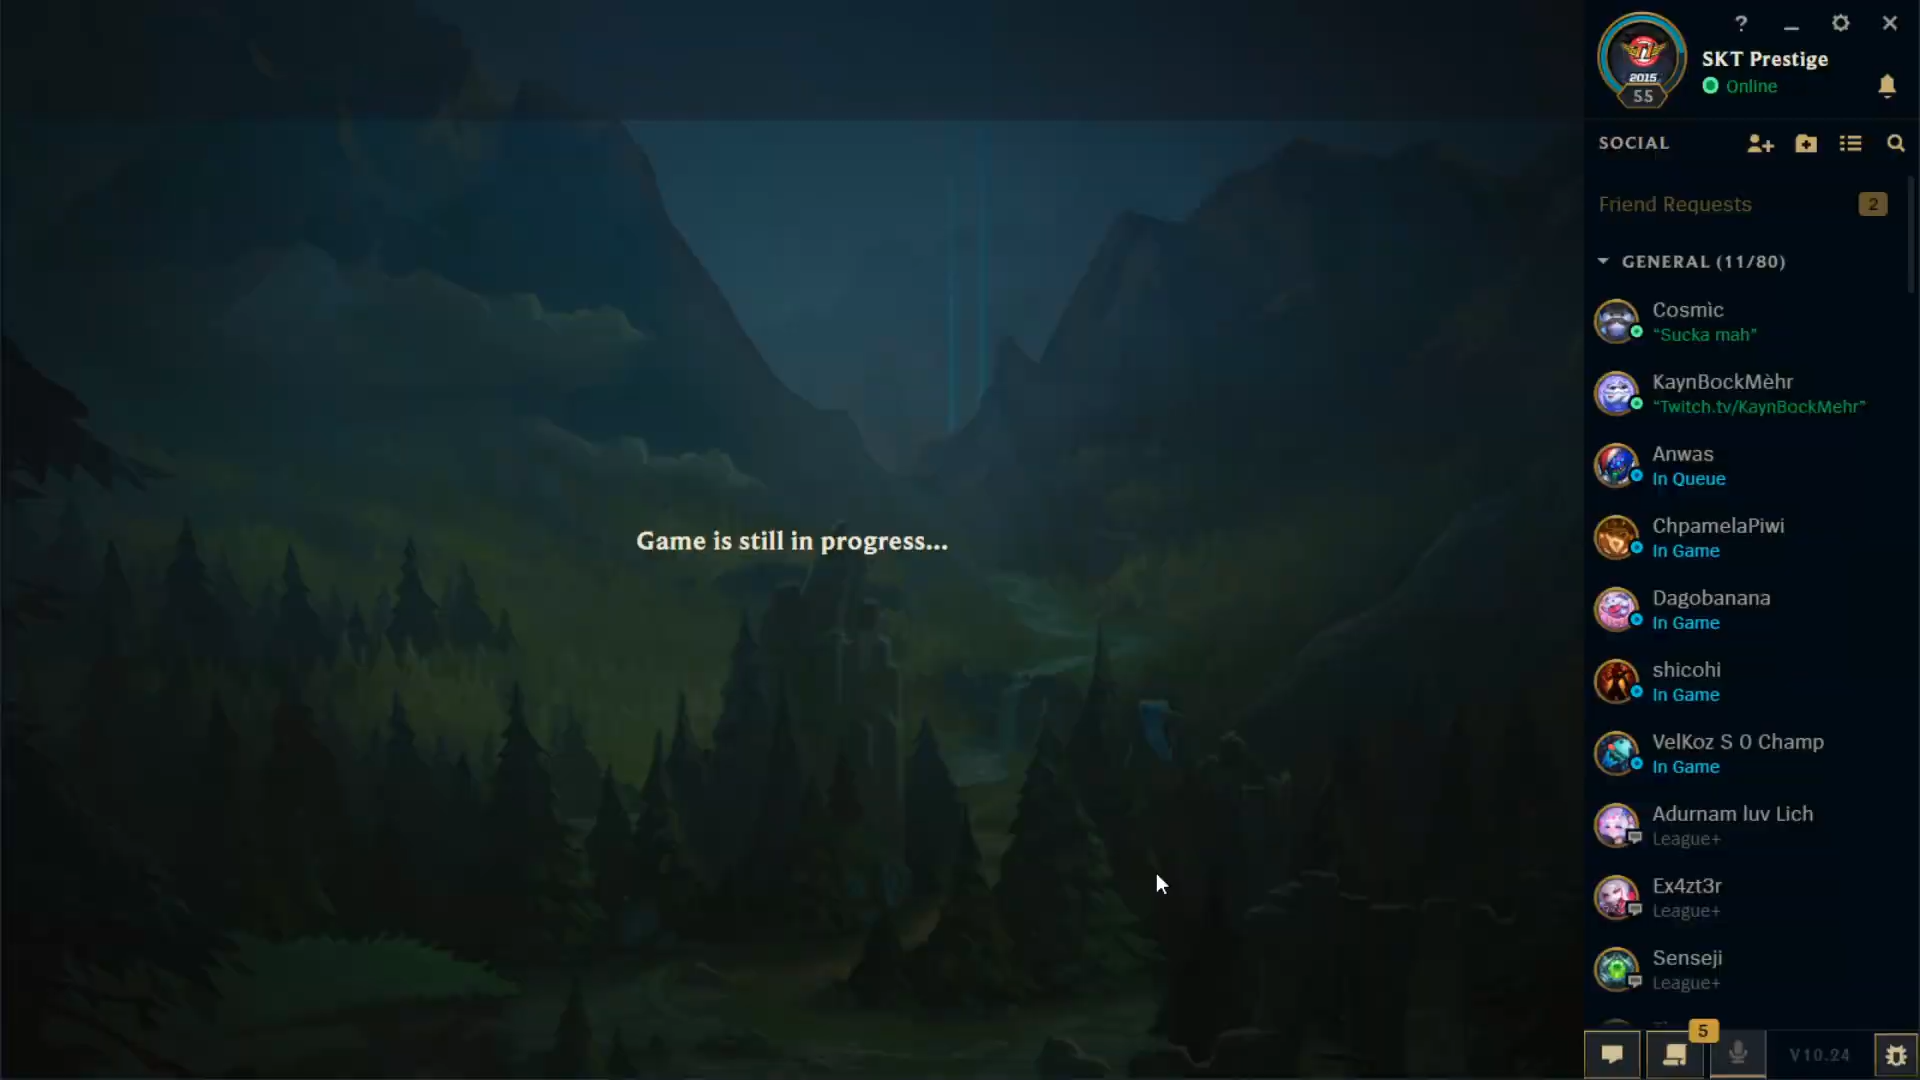 ?
SKT Prestige
Online
2015
55
SOCIAL
Friend Requests
2
GENERAL (11/80)
Cosmìc
“Sucka mah”
KaynBockMèhr
“Twitch.tv/KaynBockMehr”
Anwas
In Queue
ChpamelaPiwi
In Game
Dagobanana
In Game
shicohi
In Game
VelKoz S 0 Champ
In Game
Adurnam luv Lich
League+
Ex4zt3r
League+
Senseji
League+
Game is still in progress...
5
V10.24